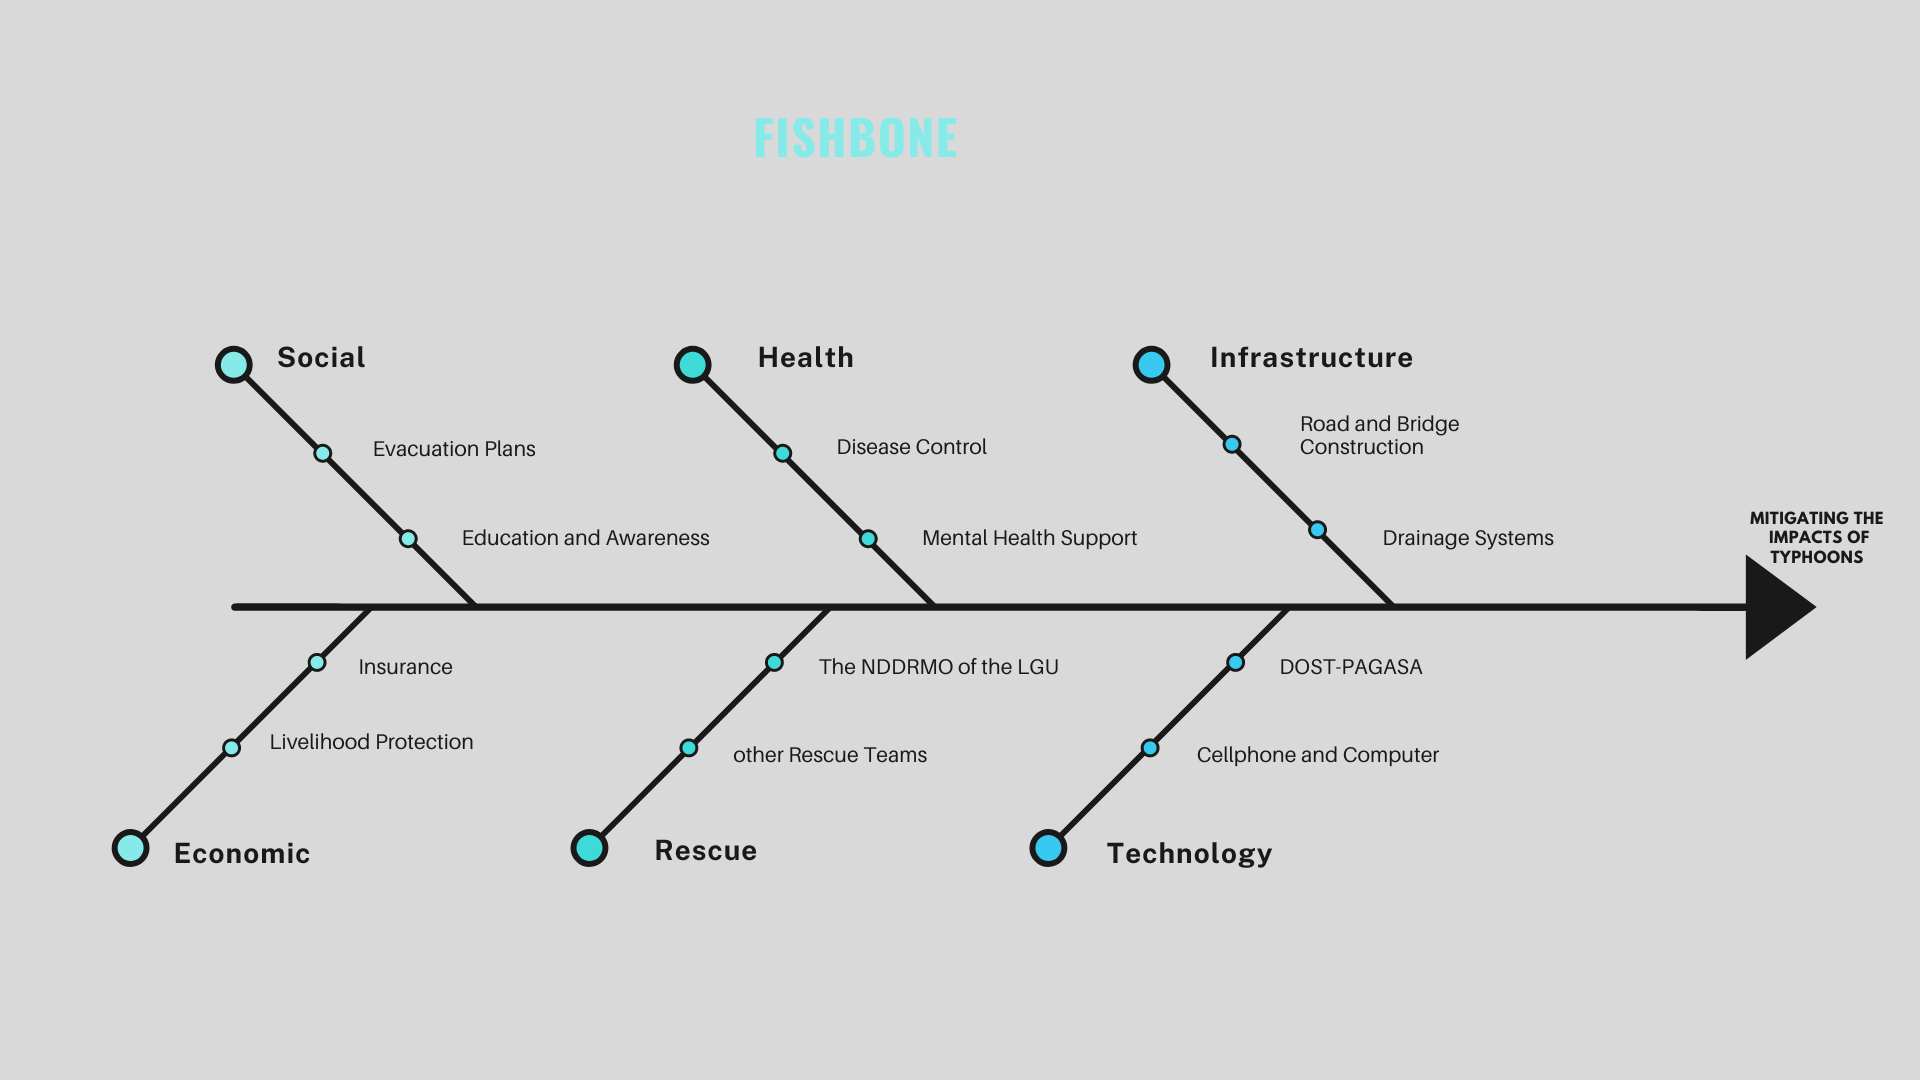 FISHBONE
Social
Health
Infrastructure
Evacuation Plans
Disease Control
Road and Bridge
Construction
Education and Awareness
Mental Health Support
Drainage Systems
MITIGATING THE
IMPACTS OF
TYPHOONS
Insurance
The NDDRMO of the LGU
DOST-PAGASA
Livelihood Protection
other Rescue Teams
Cellphone and Computer
Economic
Rescue
Technology